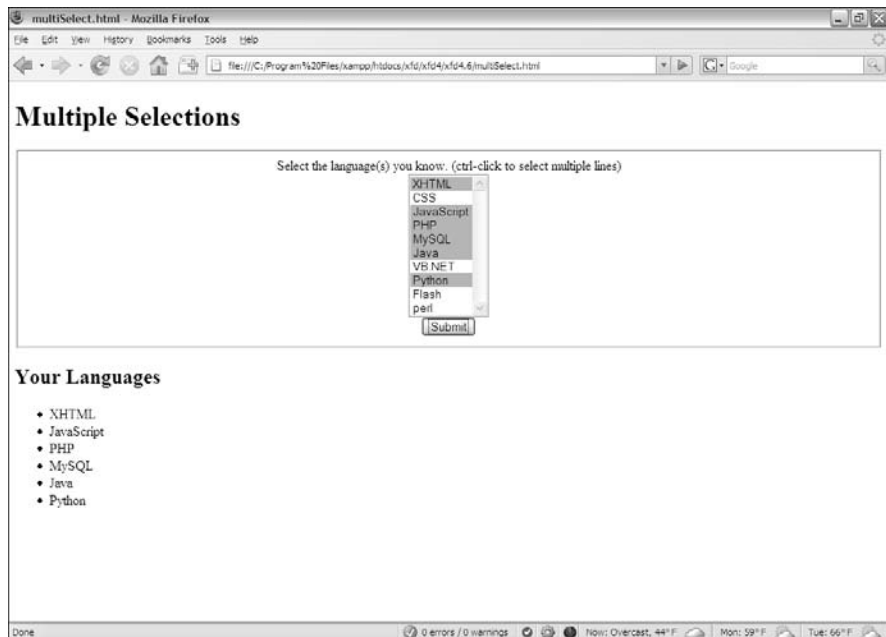 multiSelect.html - Mozilla Firefox
File Edit View History Bookmarks Tools Help
file:///C:/Program%20Files/xampp/htdocs/xfd/xfd4/xfd4.6/multiSelect.html
Google
Multiple Selections
Select the language(s) you know. (ctrl-click to select multiple lines)
XHTML
CSS
JavaScript
PHP
MySQL
Java
VB.NET
Python
Flash
perl
Submit
Your Languages
• XHTML
• JavaScript
• PHP
• MySQL
• Java
• Python
Done 0 errors / 0 warnings Now: Overcast, 44° F Mon: 59° F Tue: 66° F